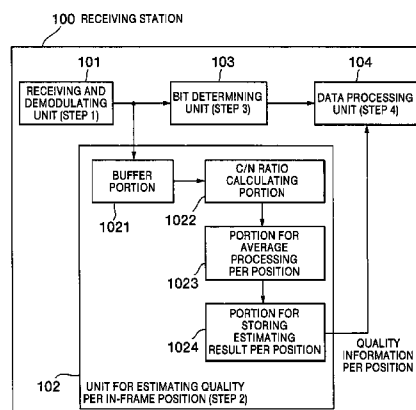 100 RECEIVING STATION
101
103
104
RECEIVING AND
DEMODULATING
UNIT (STEP 1)
BIT DETERMINING
UNIT (STEP 3)
DATA PROCESSING
UNIT (STEP 4)
BUFFER
PORTION
1021
C/N RATIO
CALCULATING
PORTION
1022
PORTION FOR
AVERAGE
PROCESSING
PER POSITION
1023
PORTION FOR
STORING
ESTIMATING
RESULT PER
POSITION
1024
QUALITY
INFORMATION
PER POSITION
102
UNIT FOR ESTIMATING QUALITY
PER IN-FRAME POSITION (STEP 2)